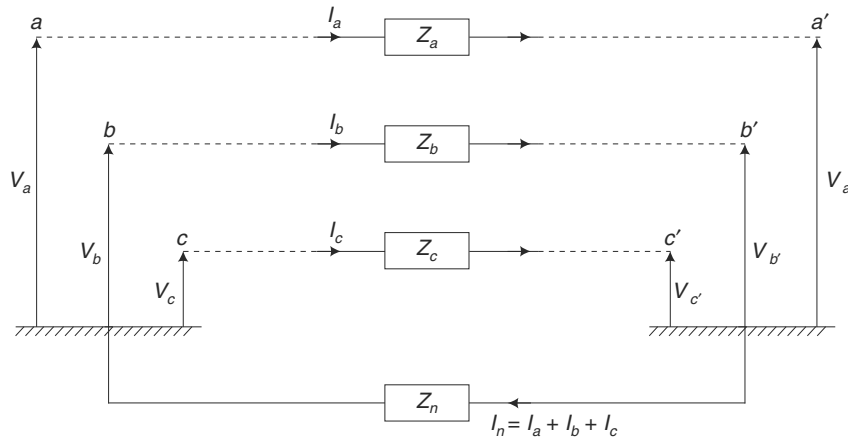 a
I_a
Z_a
a′
b
I_b
Z_b
b′
V_a
V_a
V_b
c
I_c
Z_c
c′
V_b′
V_c
V_c′
Z_n
I_n = I_a + I_b + I_c